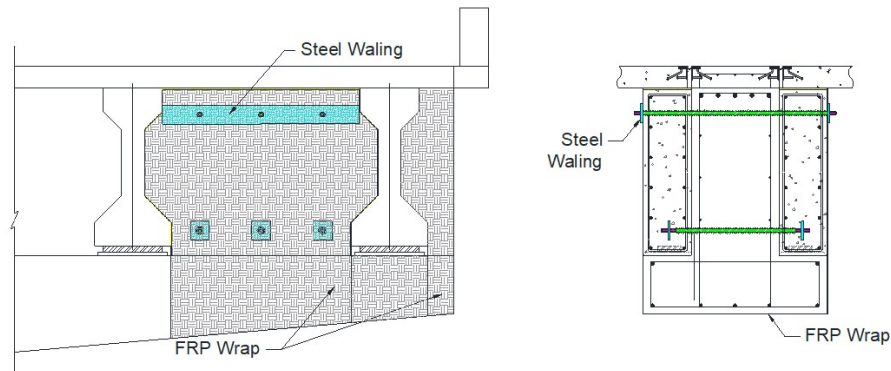 Steel Waling
FRP Wrap
Steel
Waling
FRP Wrap